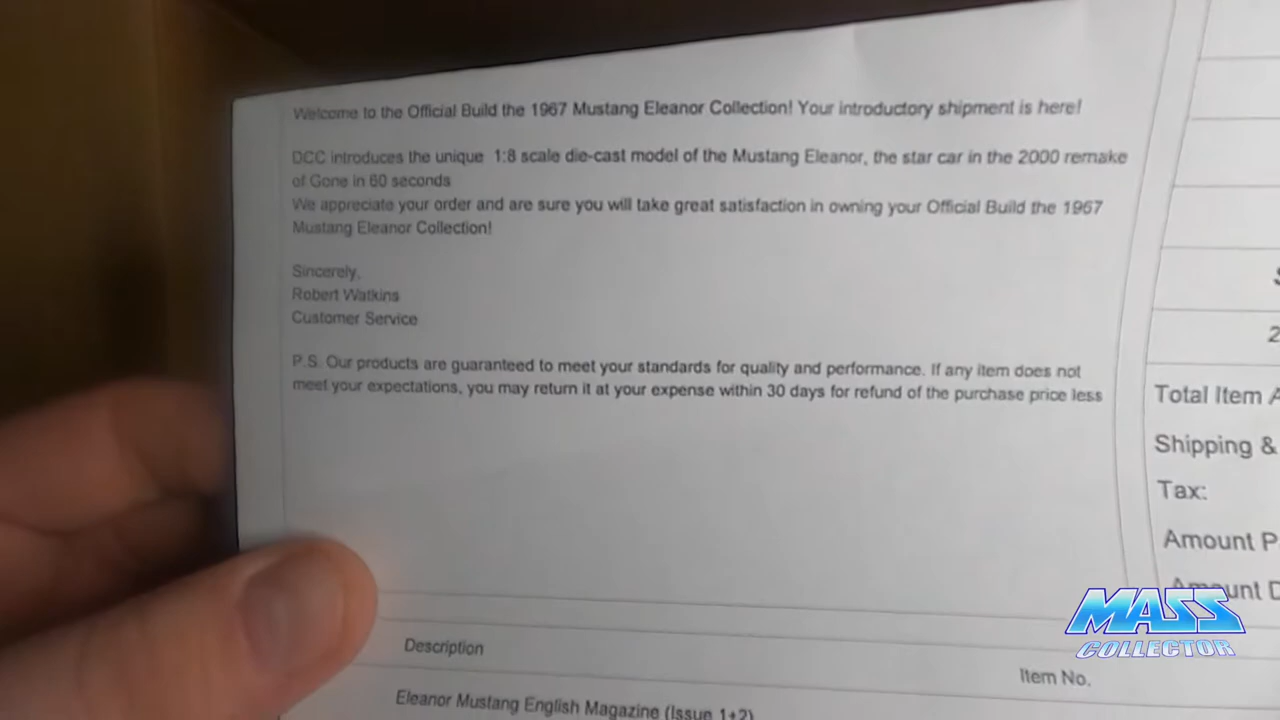 Welcome to the Official Build the 1967 Mustang Eleanor Collection! Your introductory shipment is here!
DCC introduces the unique 1:8 scale die-cast model of the Mustang Eleanor, the star car in the 2000 remake
of Gone in 60 seconds
We appreciate your order and are sure you will take great satisfaction in owning your Official Build the 1967
Mustang Eleanor Collection!
Sincerely,
Robert Watkins
Customer Service
P.S. Our products are guaranteed to meet your standards for quality and performance. If any item does not
meet your expectations, you may return it at your expense within 30 days for refund of the purchase price less
Total Item A
Shipping &
Tax:
Amount P
Amount D
Description
Item No.
Eleanor Mustang English Magazine (Issue 1+2)
MASS
COLLECTOR